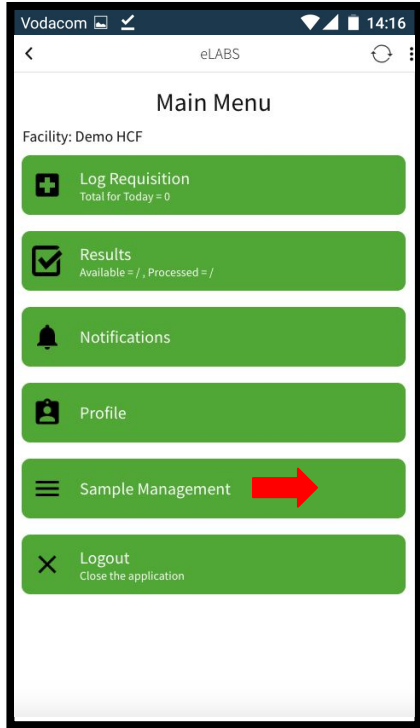 Vodacom 14:16
eLABS
Main Menu
Facility: Demo HCF
Log Requisition
Total for Today = 0
Results
Available = / , Processed = /
Notifications
Profile
Sample Management
Logout
Close the application